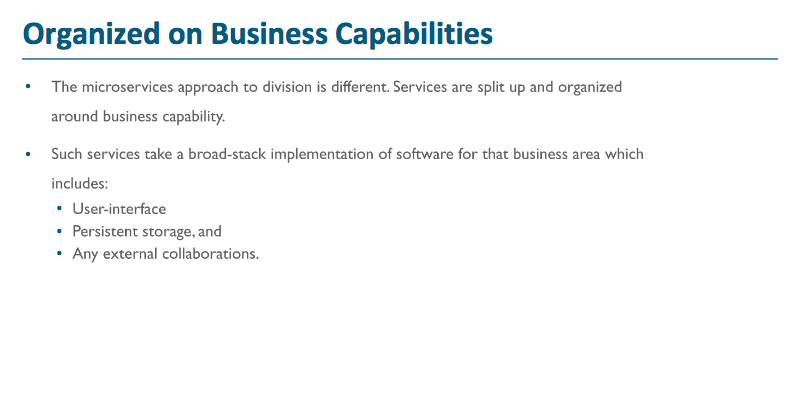 Organized on Business Capabilities
• The microservices approach to division is different. Services are split up and organized
around business capability.
• Such services take a broad-stack implementation of software for that business area which
includes:
• User-interface
• Persistent storage, and
• Any external collaborations.